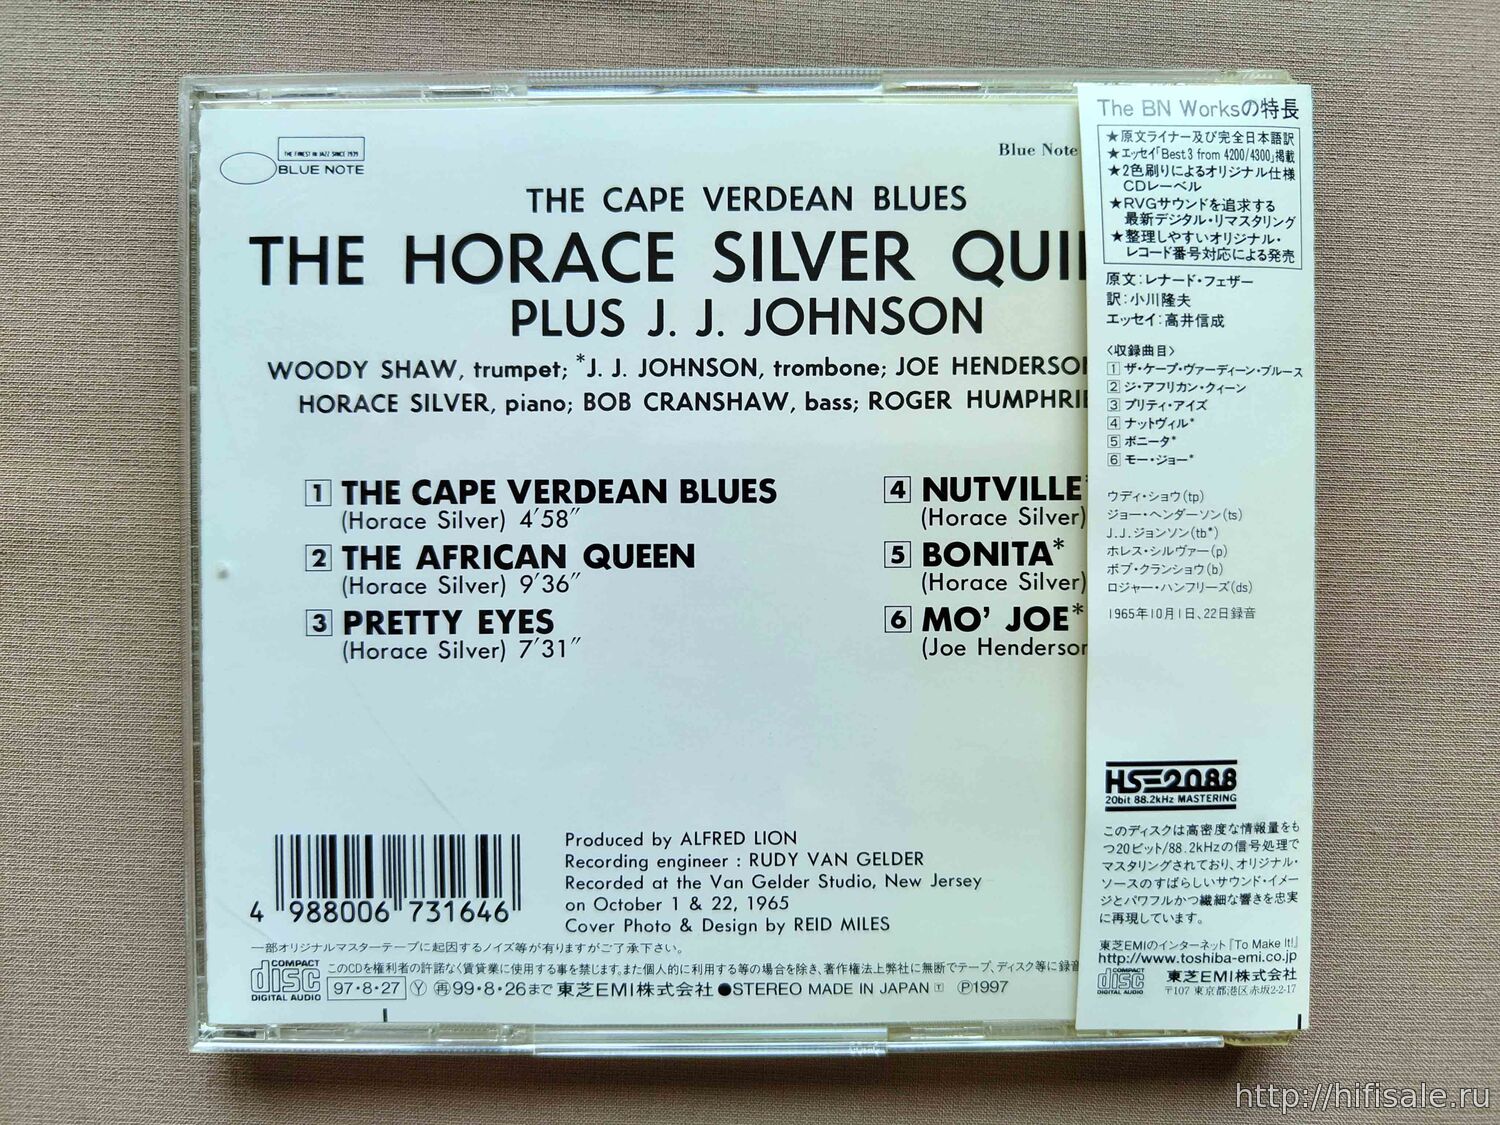 THE FINEST IN JAZZ SINCE 1939
BLUE NOTE
Blue Note
THE CAPE VERDEAN BLUES
THE HORACE SILVER QUI
PLUS J. J. JOHNSON
WOODY SHAW, trumpet; *J. J. JOHNSON, trombone; JOE HENDERSON
HORACE SILVER, piano; BOB CRANSHAW, bass; ROGER HUMPHRIE
1 THE CAPE VERDEAN BLUES
(Horace Silver) 4′58″
2 THE AFRICAN QUEEN
(Horace Silver) 9′36″
3 PRETTY EYES
(Horace Silver) 7′31″
4 NUTVILLE*
(Horace Silver)
5 BONITA*
(Horace Silver)
6 MO' JOE*
(Joe Henderson
4 988006 731646
Produced by ALFRED LION
Recording engineer : RUDY VAN GELDER
Recorded at the Van Gelder Studio, New Jersey
on October 1 & 22, 1965
Cover Photo & Design by REID MILES
一部オリジナルマスターテープに起因するノイズ等が有りますがご了承下さい。
COMPACT disc DIGITAL AUDIO
このCDを権利者の許諾なく賃貸業に使用する事を禁じます。また個人的に利用する等の場合を除き、著作権法上弊社に無断でテープ、ディスク等に録音
97・8・27 Ⓨ 再99・8・26まで 東芝EMI株式会社 ●STEREO MADE IN JAPAN T Ⓟ1997
The BN Worksの特長
★原文ライナー及び完全日本語訳
★エッセイ「Best3 from 4200/4300」掲載
★2色刷りによるオリジナル仕様
CDレーベル
★RVGサウンドを追求する
最新デジタル・リマスタリング
★整理しやすいオリジナル・
レコード番号対応による発売
原文：レナード・フェザー
訳：小川隆夫
エッセイ：高井信成
〈収録曲目〉
1 ザ・ケープ・ヴァーディーン・ブルース
2 ジ・アフリカン・クィーン
3 プリティ・アイズ
4 ナットヴィル*
5 ボニータ*
6 モー・ジョー*
ウディ・ショウ(tp)
ジョー・ヘンダーソン(ts)
J.J.ジョンソン(tb*)
ホレス・シルヴァー(p)
ボブ・クランショウ(b)
ロジャー・ハンフリーズ(ds)
1965年10月1日、22日録音
HS=2088
20bit 88.2kHz MASTERING
このディスクは高密度な情報量をも
つ20ビット/88.2kHzの信号処理で
マスタリングされており、オリジナル・
ソースのすばらしいサウンド・イメー
ジとパワフルかつ繊細な響きを忠実
に再現しています。
東芝EMIのインターネット『To Make It!』
http://www.toshiba-emi.co.jp
COMPACT disc DIGITAL AUDIO
東芝EMI株式会社
〒107 東京都港区赤坂2-2-17
http://hifisale.ru